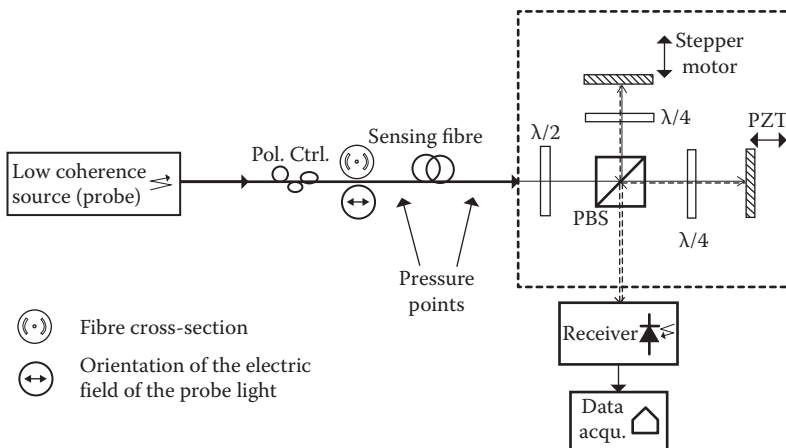 Stepper
motor
PZT
λ/4
λ/2
Sensing fibre
Pol. Ctrl.
Low coherence
source (probe)
PBS
λ/4
Pressure
points
Fibre cross-section
Receiver
Orientation of the electric
field of the probe light
Data
acqu.